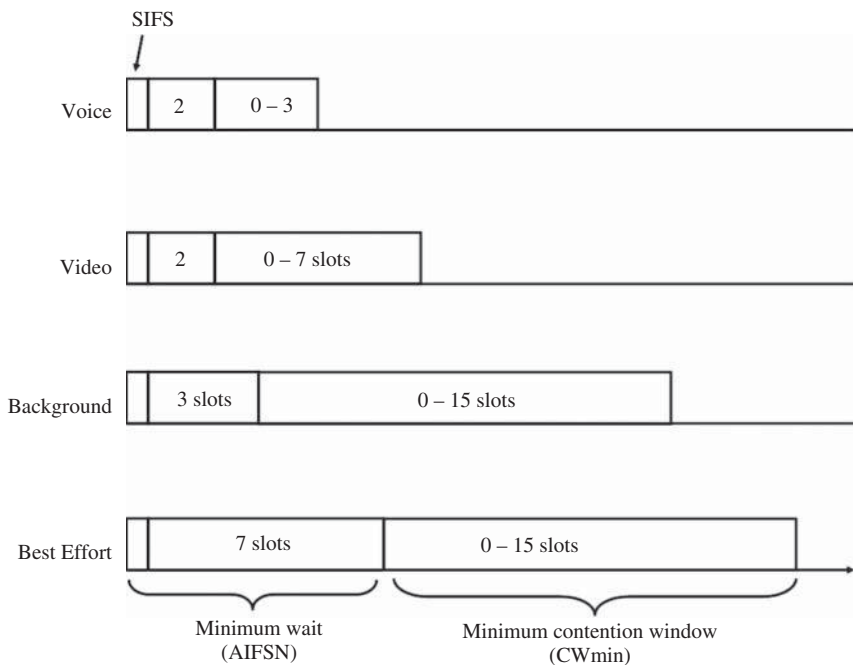 SIFS
Voice
2
0 – 3
Video
2
0 – 7 slots
Background
3 slots
0 – 15 slots
Best Effort
7 slots
0 – 15 slots
Minimum wait
(AIFSN)
Minimum contention window
(CWmin)